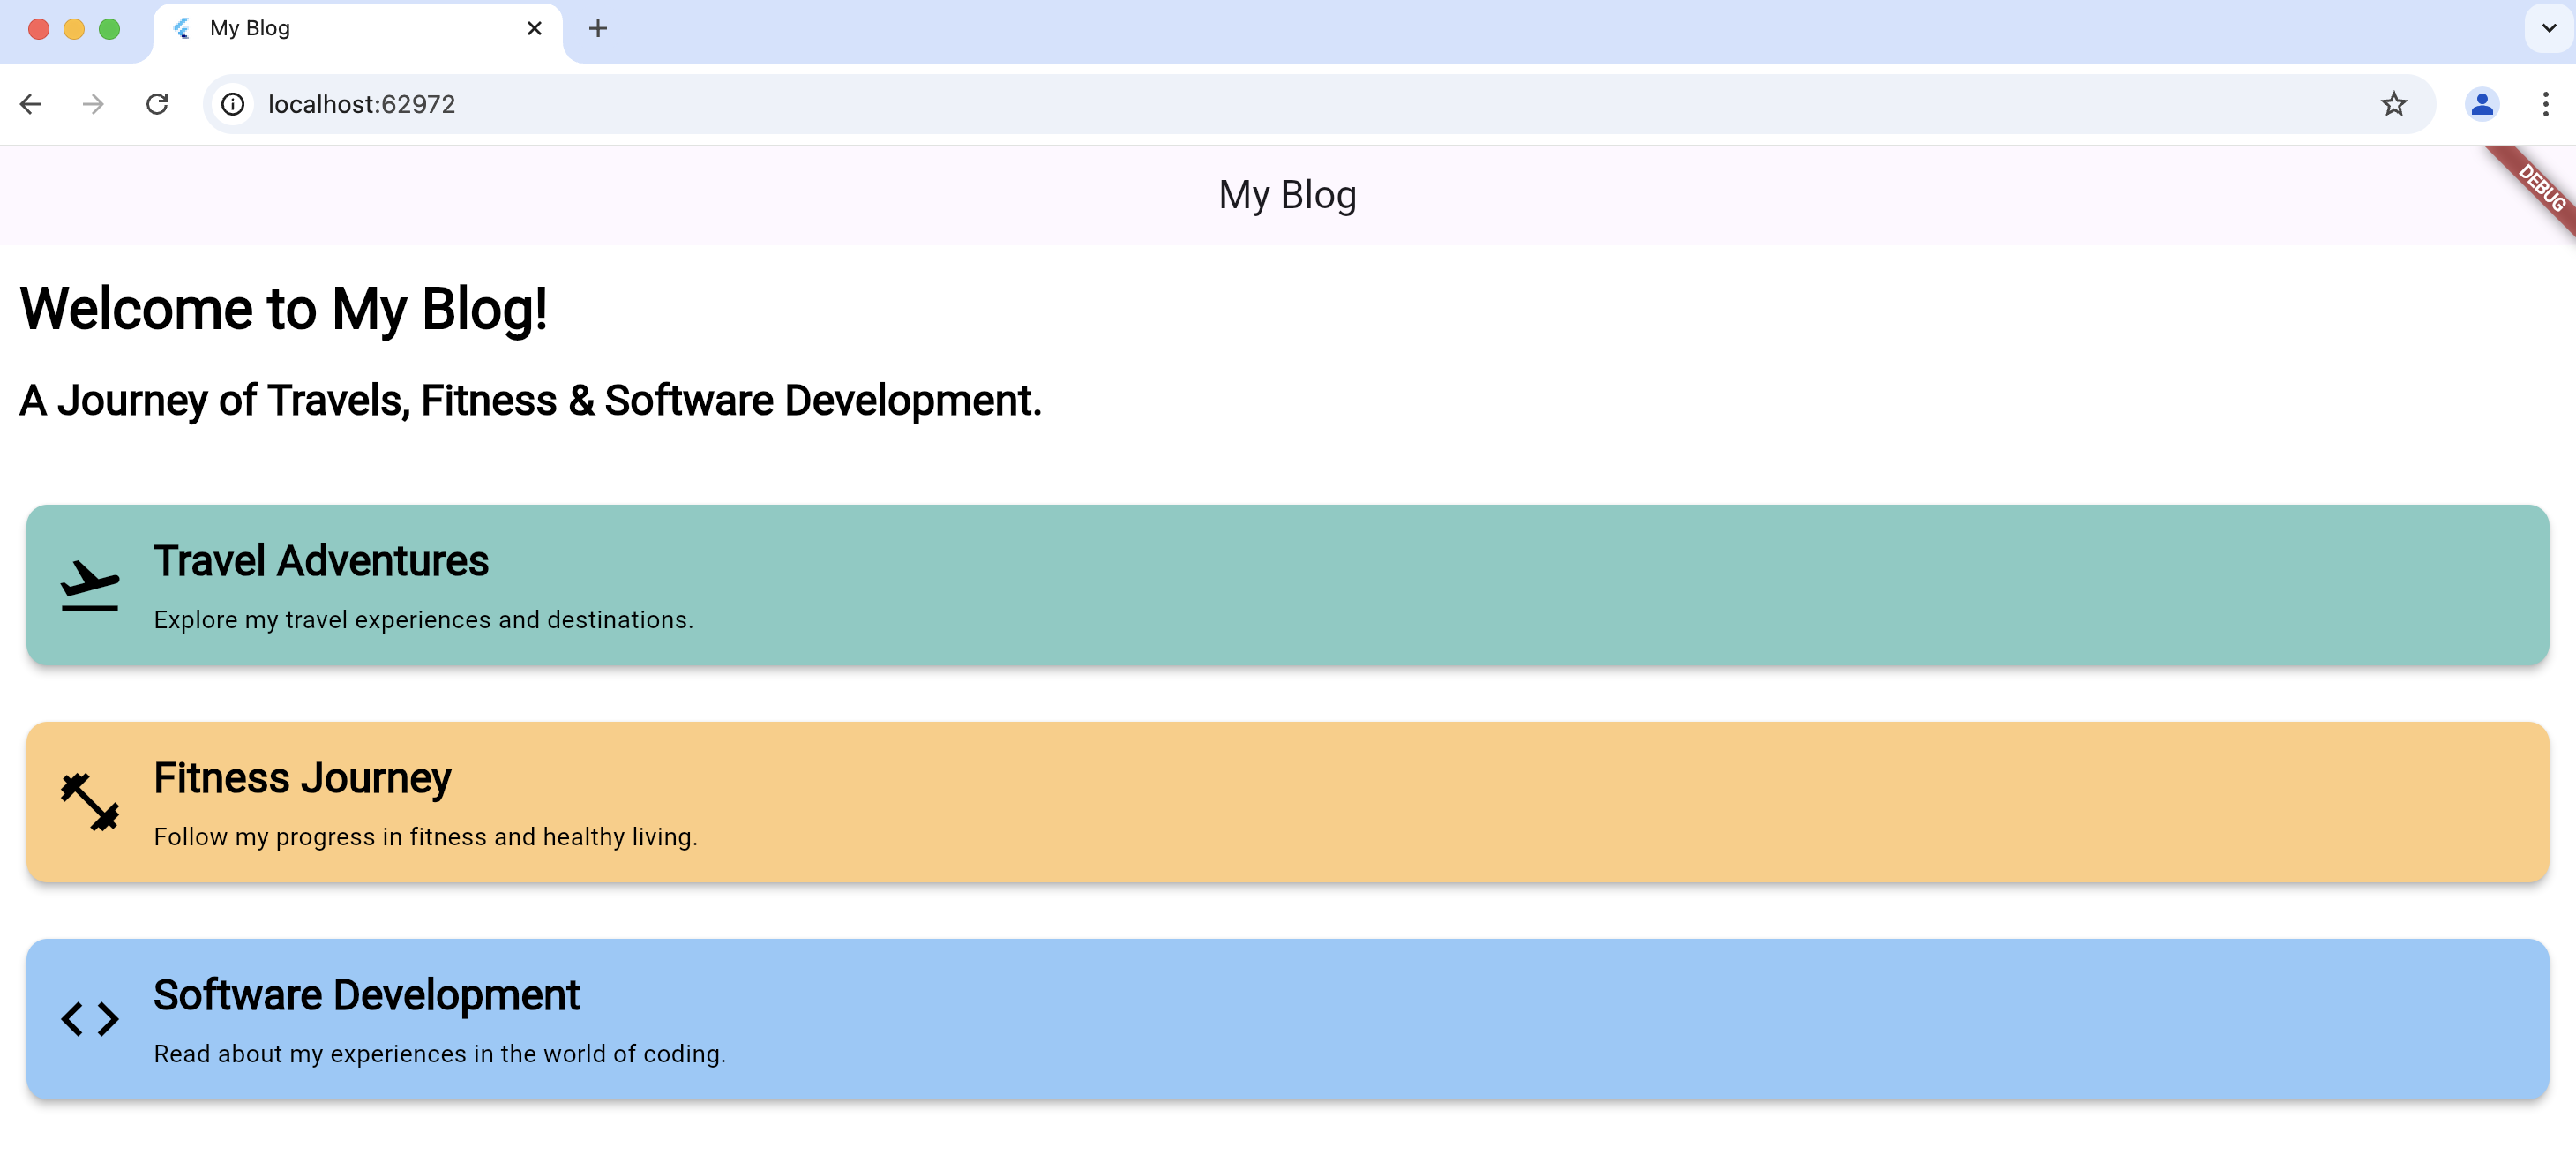 My Blog
localhost:62972
My Blog
DEBUG
Welcome to My Blog!
A Journey of Travels, Fitness & Software Development.
Travel Adventures
Explore my travel experiences and destinations.
Fitness Journey
Follow my progress in fitness and healthy living.
Software Development
Read about my experiences in the world of coding.